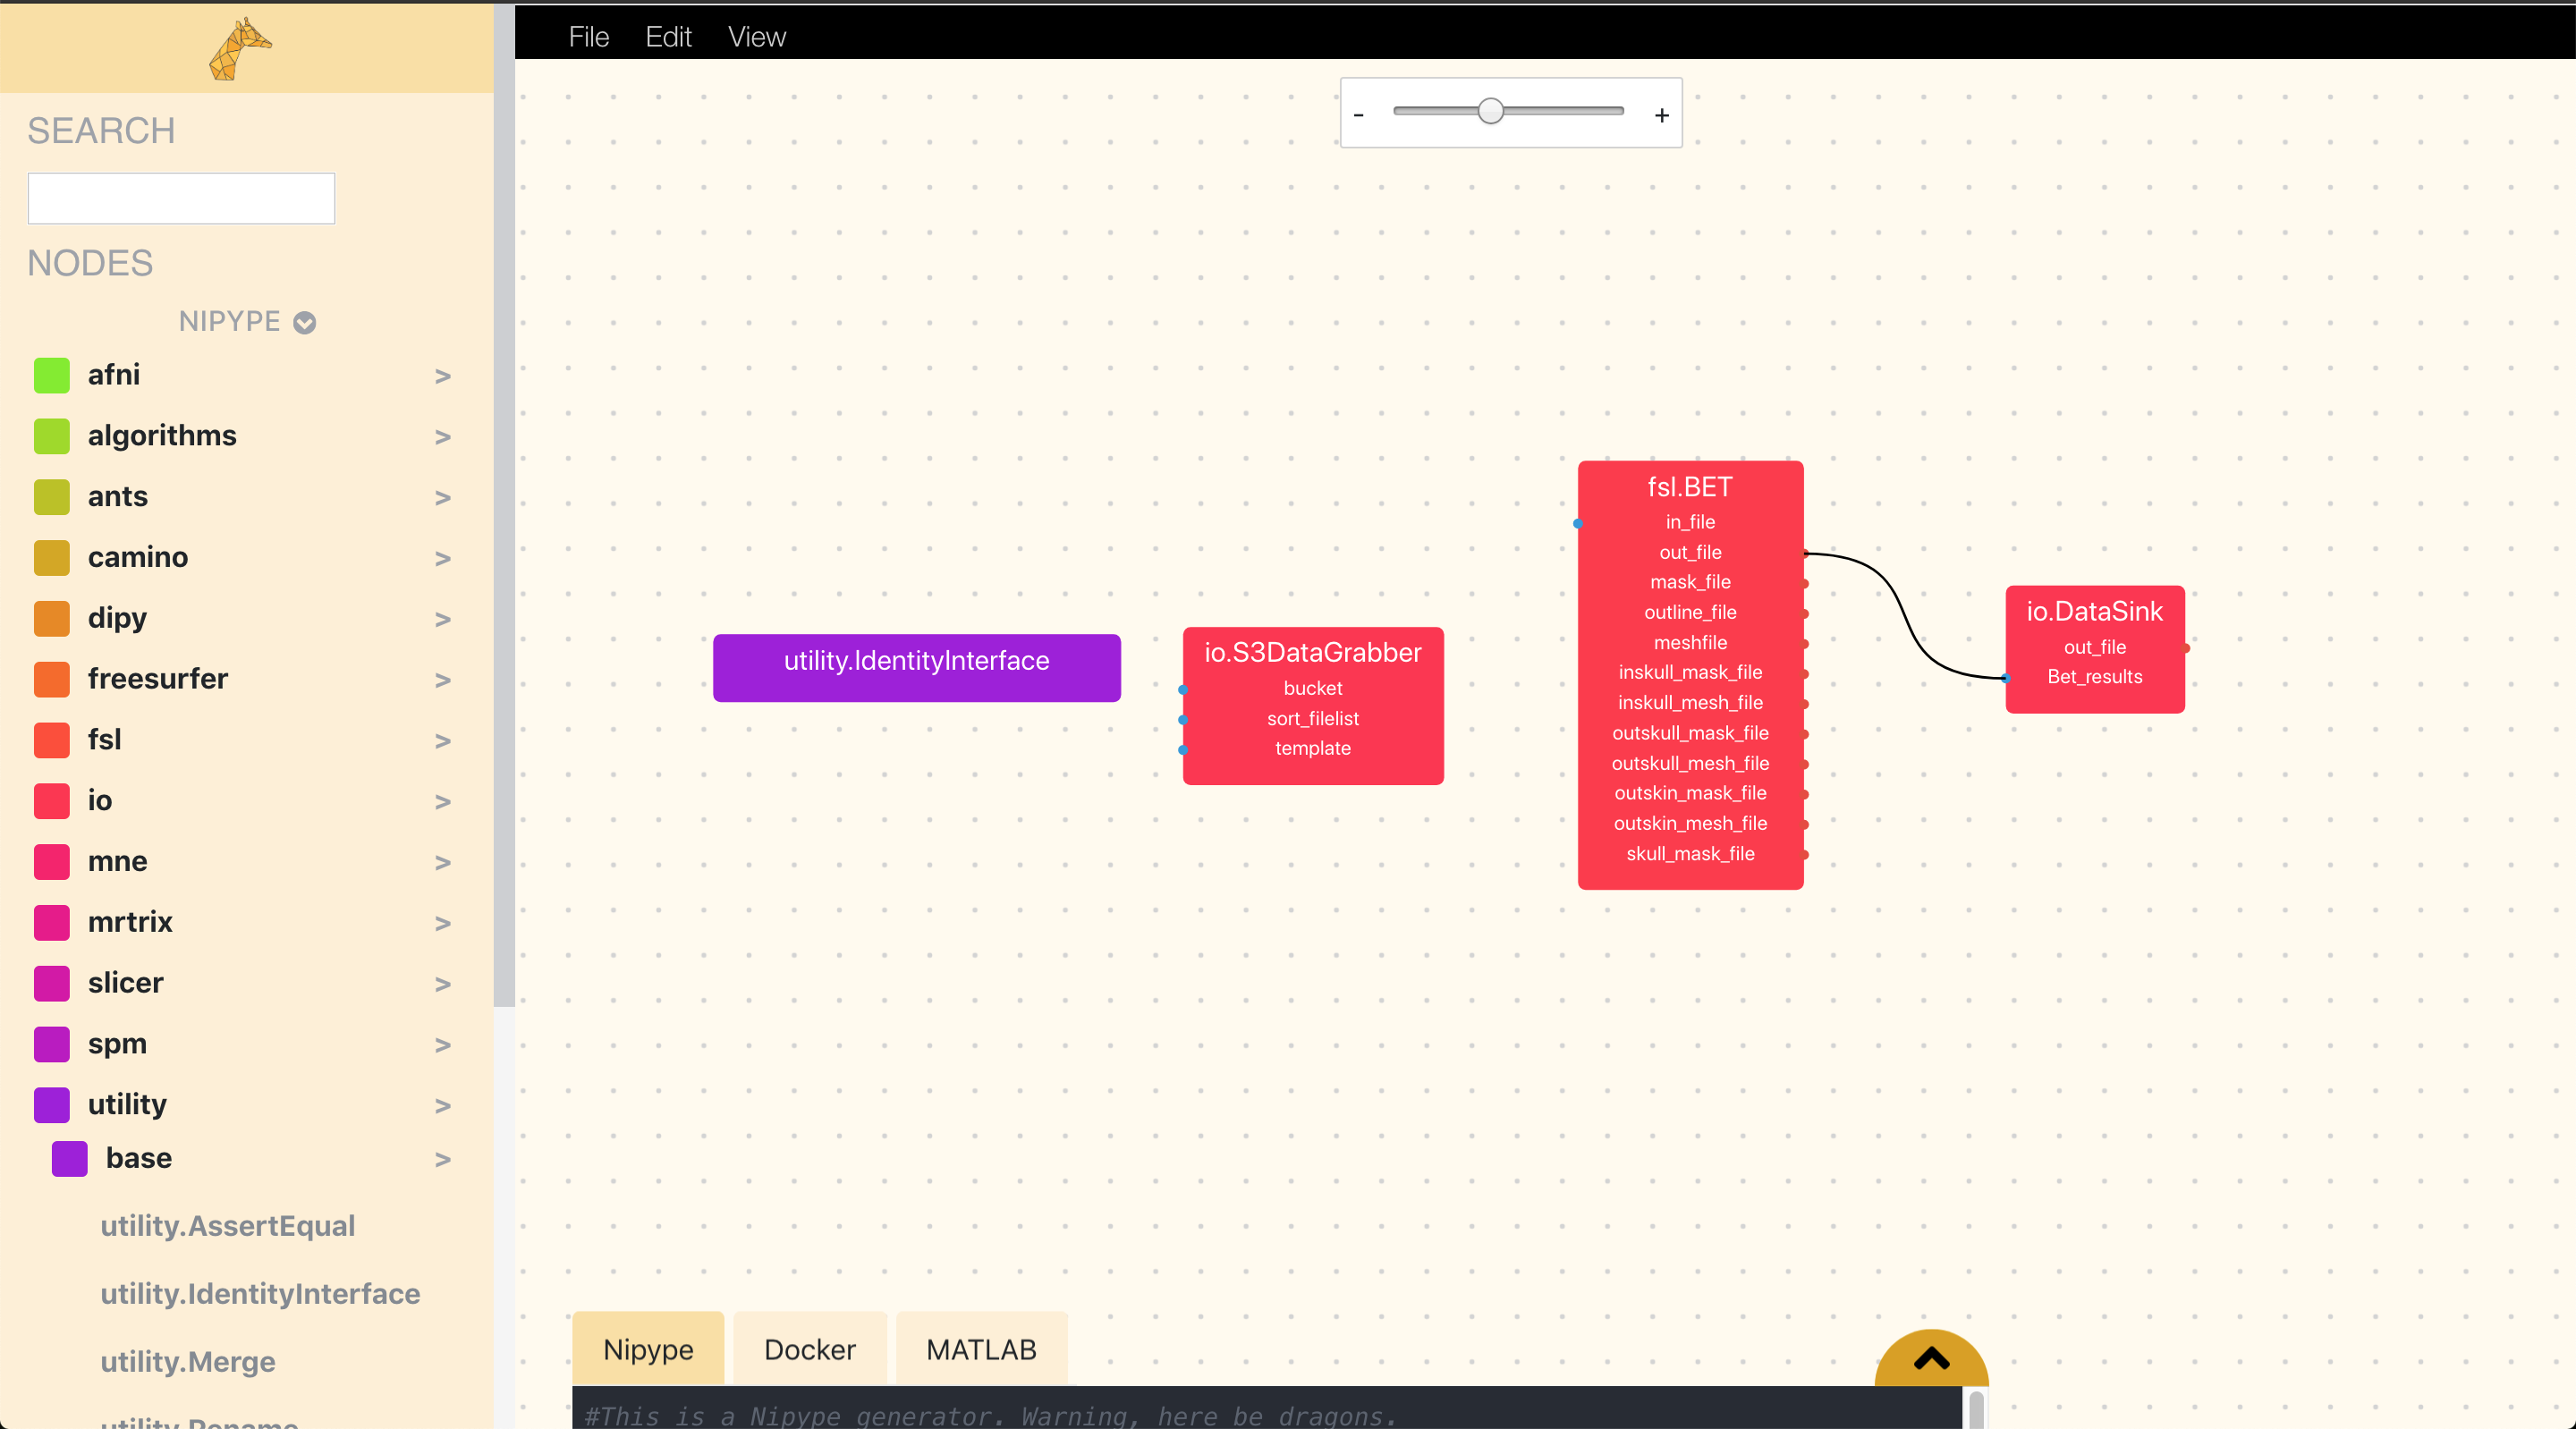 File Edit View
SEARCH
NODES
NIPYPE
afni >
algorithms >
ants >
camino >
dipy >
freesurfer >
fsl >
io >
mne >
mrtrix >
slicer >
spm >
utility >
base >
utility.AssertEqual
utility.IdentityInterface
utility.Merge
utility.Rename
- +
utility.IdentityInterface
io.S3DataGrabber
bucket
sort_filelist
template
fsl.BET
in_file
out_file
mask_file
outline_file
meshfile
inskull_mask_file
inskull_mesh_file
outskull_mask_file
outskull_mesh_file
outskin_mask_file
outskin_mesh_file
skull_mask_file
io.DataSink
out_file
Bet_results
Nipype Docker MATLAB
#This is a Nipype generator. Warning, here be dragons.